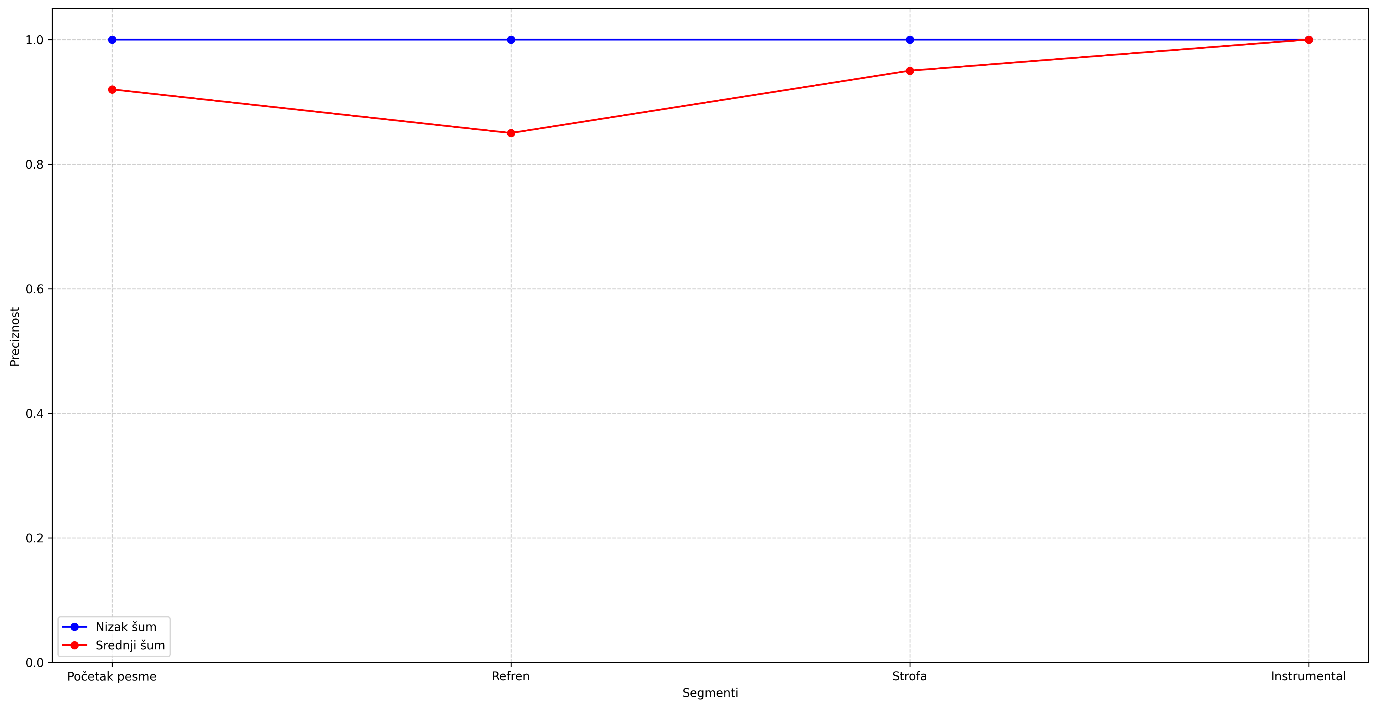 1.0
0.8
0.6
0.4
0.2
0.0
Preciznost
Nizak šum
Srednji šum
Početak pesme
Refren
Strofa
Instrumental
Segmenti